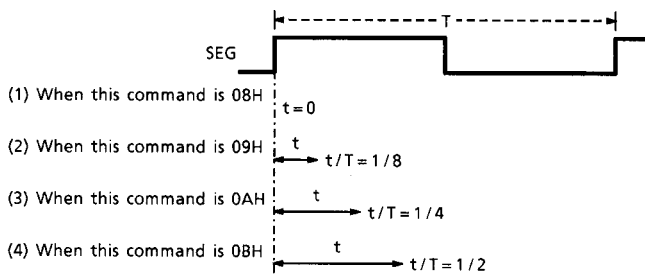 T
SEG
(1) When this command is 08H
t=0
(2) When this command is 09H
t
t/T=1/8
(3) When this command is 0AH
t
t/T=1/4
(4) When this command is 0BH
t
t/T=1/2